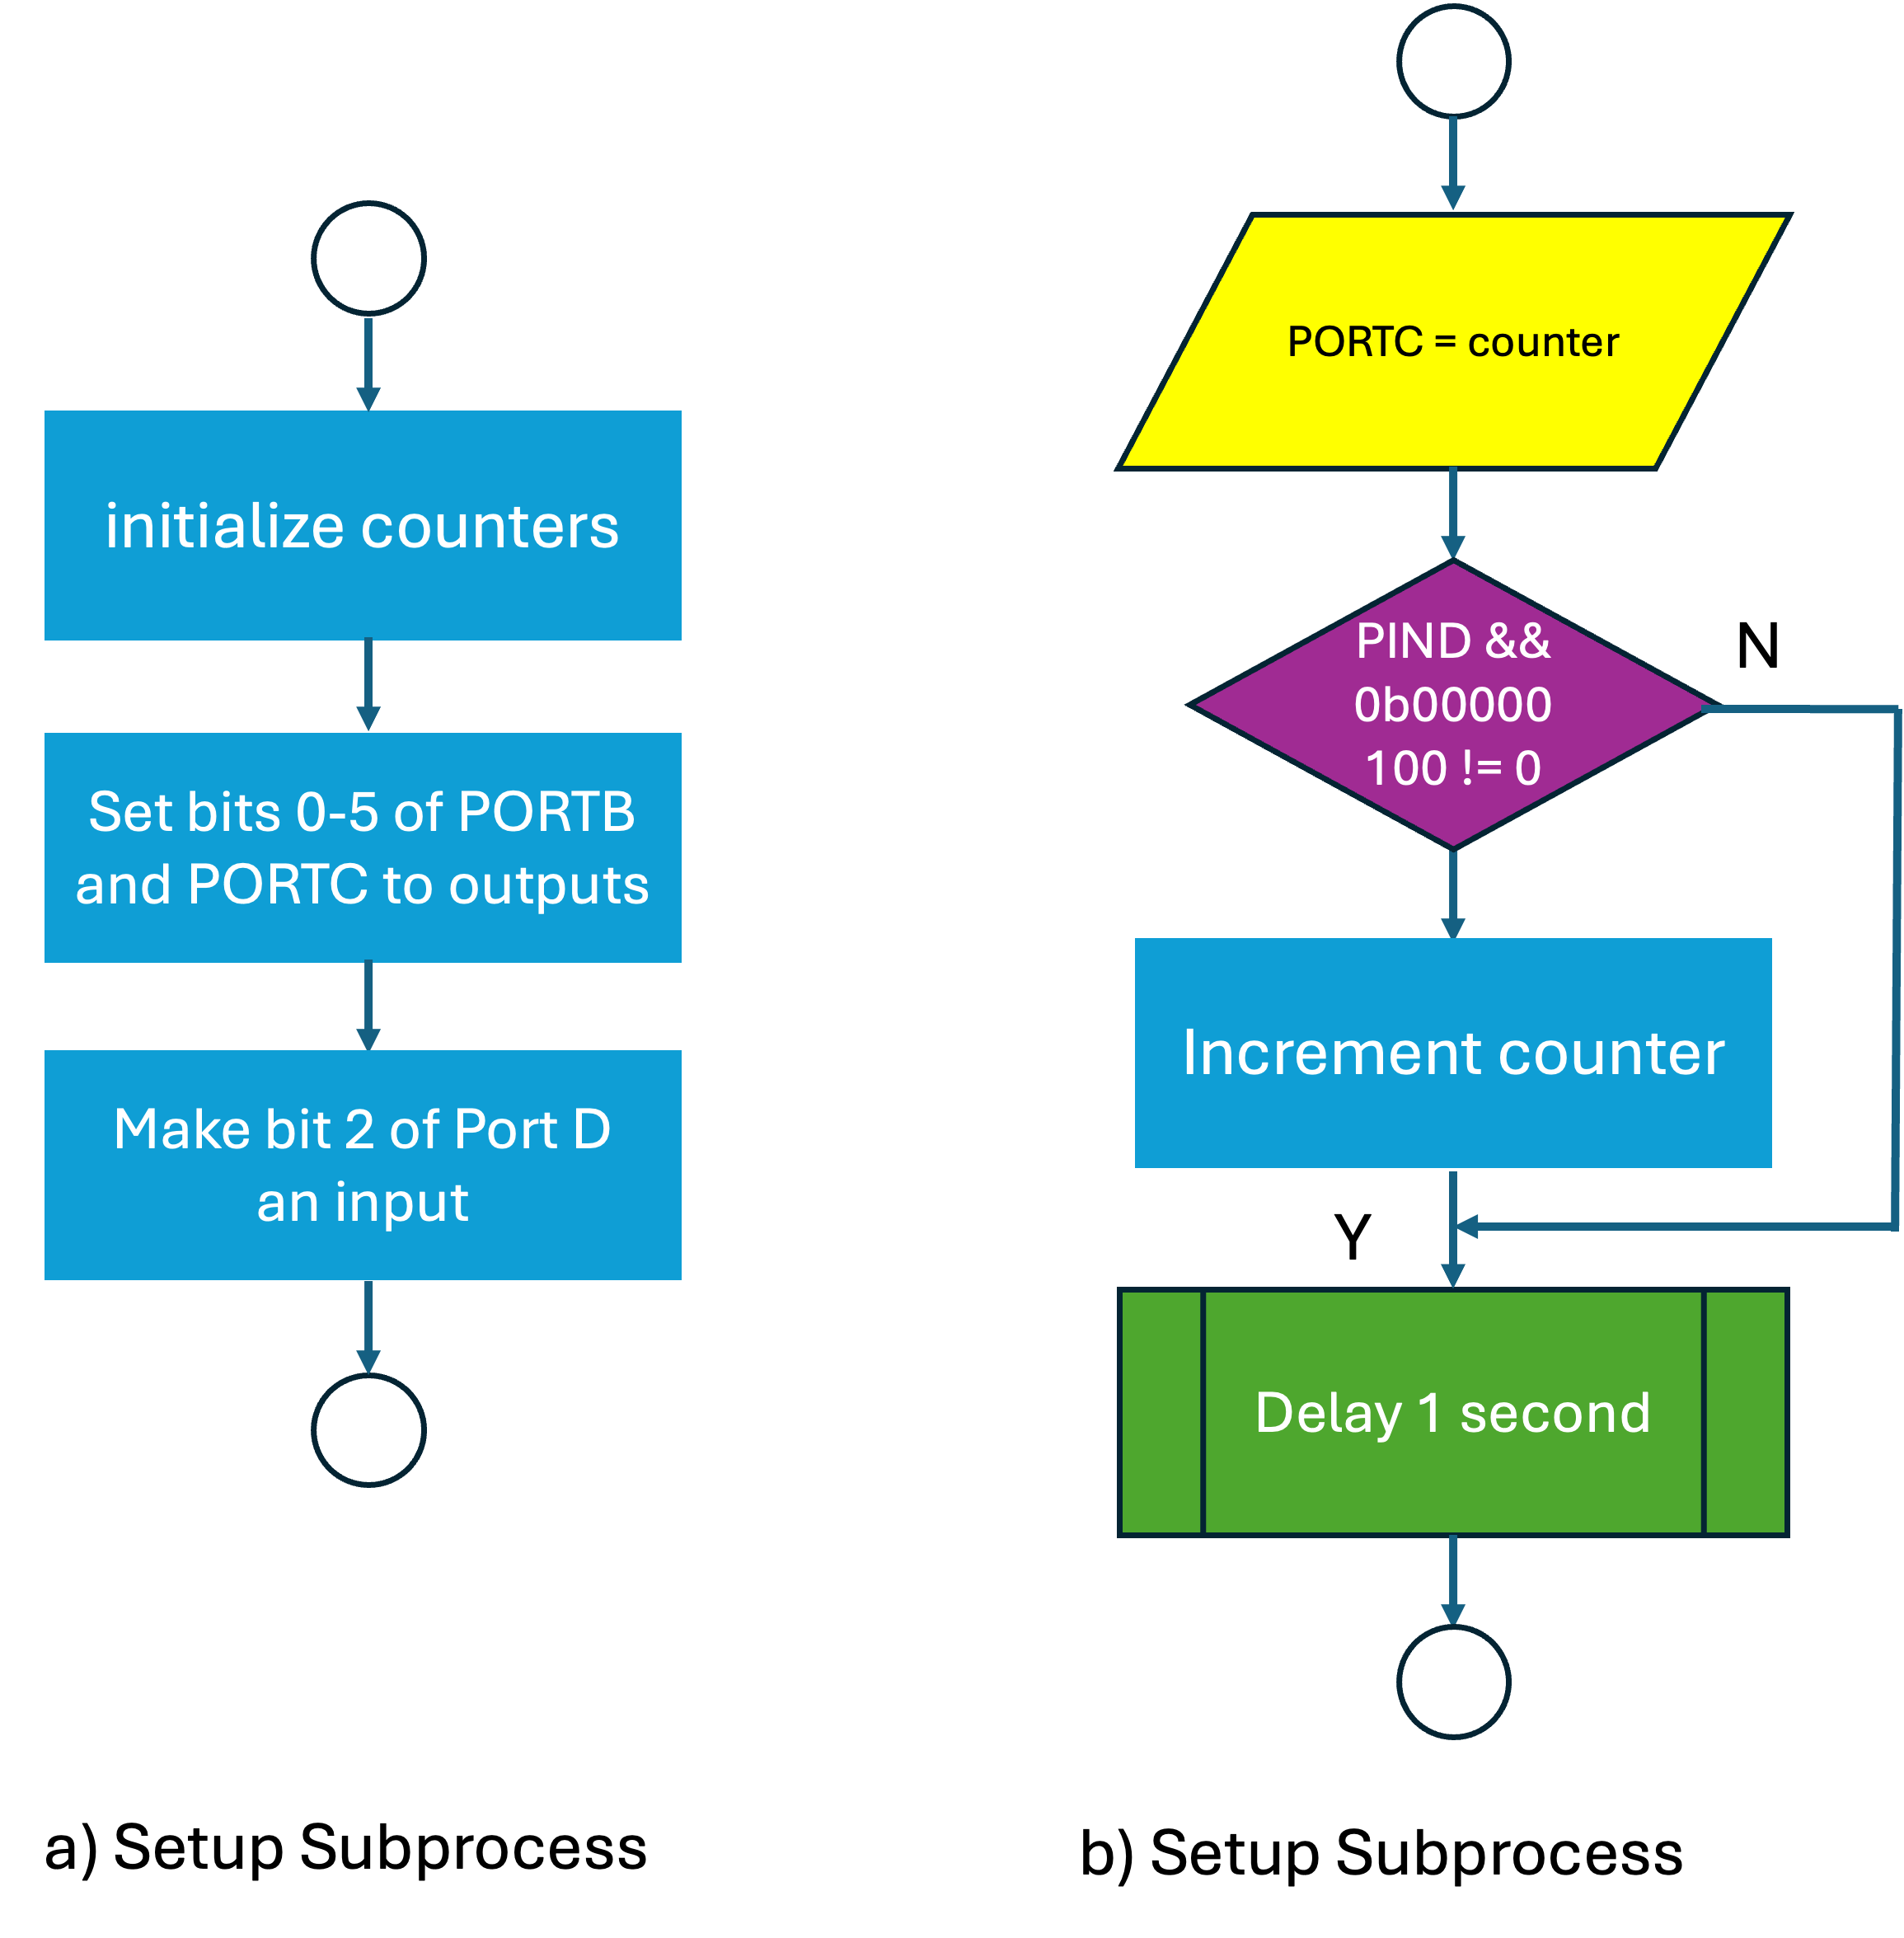 initialize counters
Set bits 0-5 of PORTB
and PORTC to outputs
Make bit 2 of Port D
an input
a) Setup Subprocess
PORTC = counter
PIND &&
0b00000
100 != 0
N
Increment counter
Y
Delay 1 second
b) Setup Subprocess